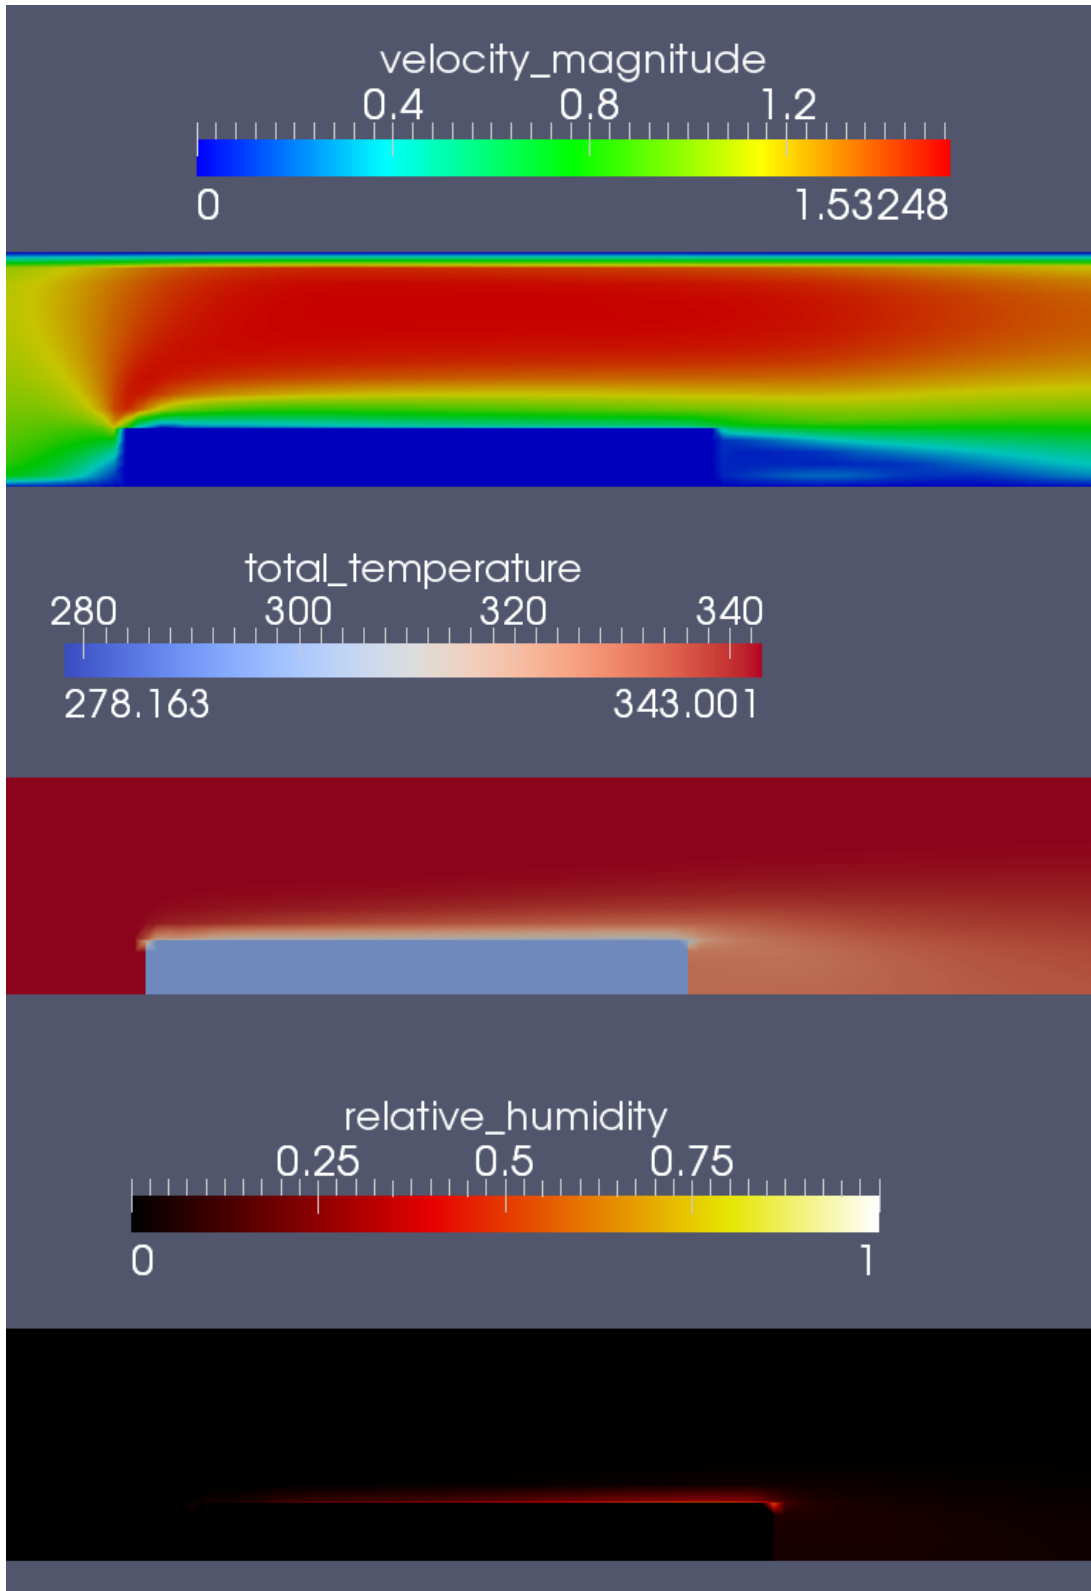 velocity_magnitude
0.4 0.8 1.2
0 1.53248
total_temperature
280 300 320 340
278.163 343.001
relative_humidity
0.25 0.5 0.75
0 1